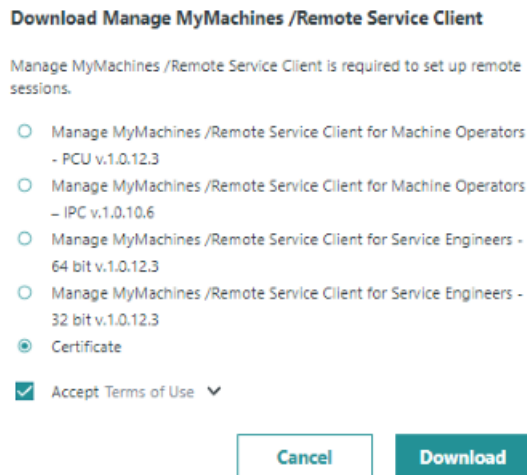 Download Manage MyMachines /Remote Service Client
Manage MyMachines /Remote Service Client is required to set up remote
sessions.
Manage MyMachines /Remote Service Client for Machine Operators
- PCU v.1.0.12.3
Manage MyMachines /Remote Service Client for Machine Operators
– IPC v.1.0.10.6
Manage MyMachines /Remote Service Client for Service Engineers -
64 bit v.1.0.12.3
Manage MyMachines /Remote Service Client for Service Engineers -
32 bit v.1.0.12.3
Certificate
Accept Terms of Use
Cancel Download